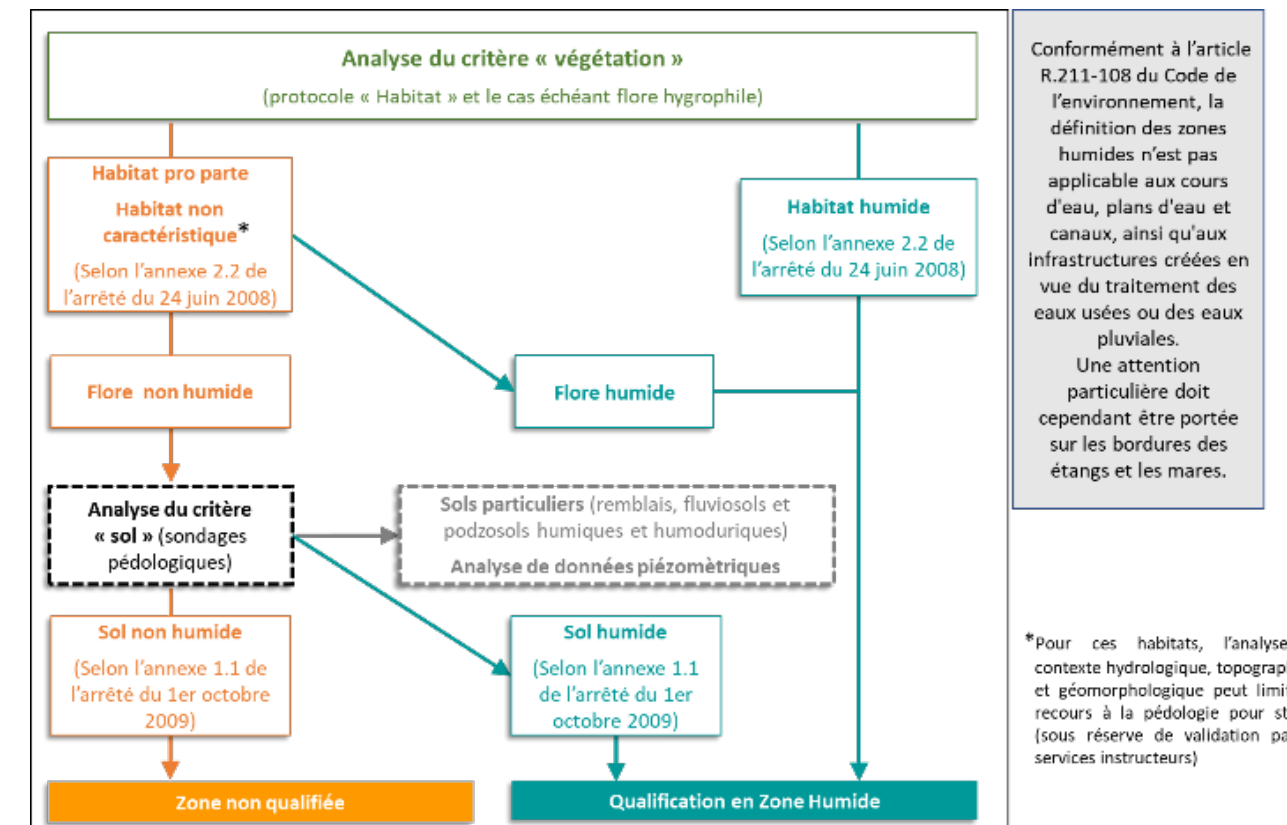 Analyse du critère « végétation »
(protocole « Habitat » et le cas échéant flore hygrophile)
Habitat pro parte
Habitat non
caractéristique*
(Selon l'annexe 2.2 de
l'arrêté du 24 juin 2008)
Habitat humide
(Selon l'annexe 2.2 de
l'arrêté du 24 juin 2008)
Flore non humide
Flore humide
Analyse du critère
« sol » (sondages
pédologiques)
Sols particuliers (remblais, fluviosols et
podzosols humiques et humoduriques)
Analyse de données piézomètriques
Sol non humide
(Selon l'annexe 1.1 de
l'arrêté du 1er octobre
2009)
Sol humide
(Selon l'annexe 1.1
de l'arrêté du 1er
octobre 2009)
Zone non qualifiée
Qualification en Zone Humide
Conformément à l'article
R.211-108 du Code de
l'environnement, la
définition des zones
humides n'est pas
applicable aux cours
d'eau, plans d'eau et
canaux, ainsi qu'aux
infrastructures créées en
vue du traitement des
eaux usées ou des eaux
pluviales.
Une attention
particulière doit
cependant être portée
sur les bordures des
étangs et les mares.
*Pour ces habitats, l'analyse
contexte hydrologique,
et géomorphologique peut
recours à la pédologie pour
(sous réserve de validation
services instructeurs)